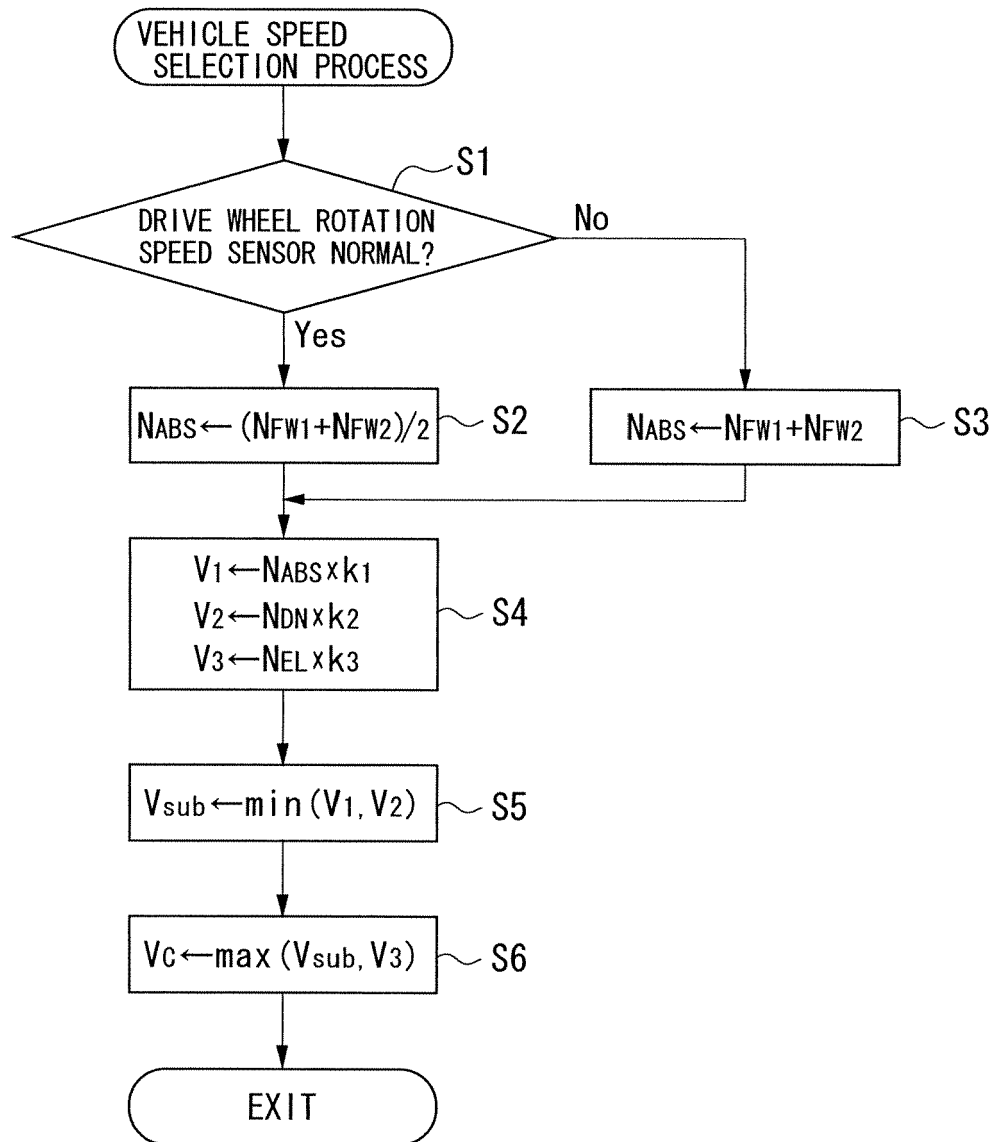 VEHICLE SPEED
SELECTION PROCESS
S1
DRIVE WHEEL ROTATION
SPEED SENSOR NORMAL?
No
Yes
NABS←(NFW1+NFW2)/2
S2
NABS←NFW1+NFW2
S3
V1←NABS×k1
V2←NDN×k2
V3←NEL×k3
S4
Vsub←min(V1,V2)
S5
VC←max(Vsub,V3)
S6
EXIT